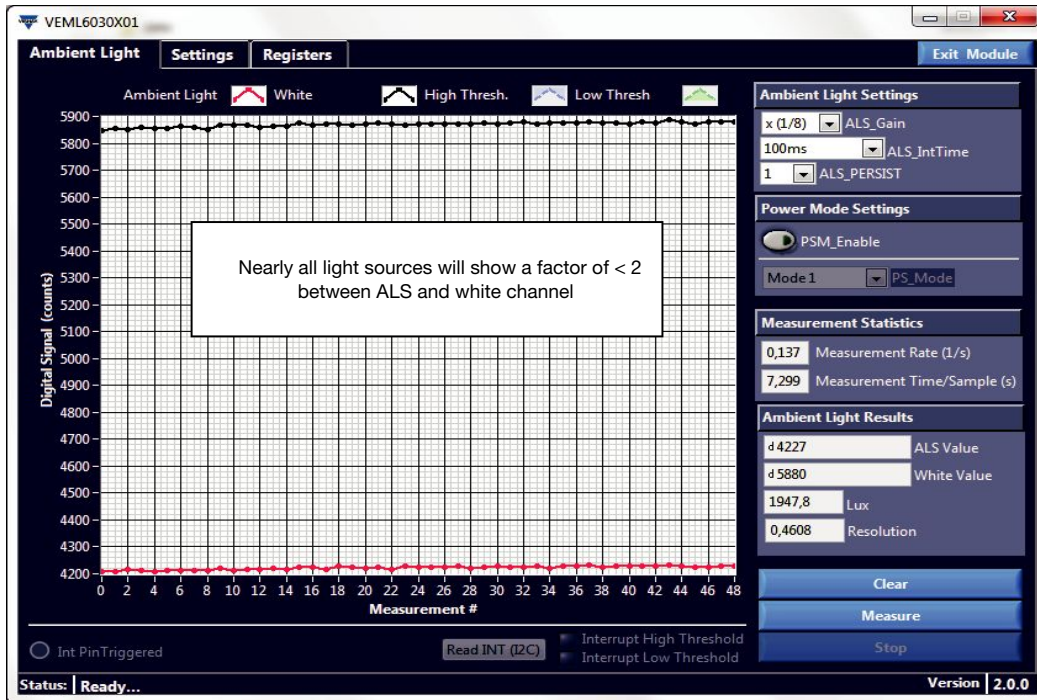 VEML6030X01
Ambient Light Settings Registers Exit Module
Ambient Light White High Thresh. Low Thresh
5900
5800
5700
5600
5500
5400
5300
5200
5100
5000
4900
4800
4700
4600
4500
4400
4300
4200
Digital Signal (counts)
Nearly all light sources will show a factor of < 2
between ALS and white channel
0 2 4 6 8 10 12 14 16 18 20 22 24 26 28 30 32 34 36 38 40 42 44 46 48
Measurement #
Ambient Light Settings
x (1/8) ALS_Gain
100ms ALS_IntTime
1 ALS_PERSIST
Power Mode Settings
PSM_Enable
Mode 1 PS_Mode
Measurement Statistics
0,137 Measurement Rate (1/s)
7,299 Measurement Time/Sample (s)
Ambient Light Results
d 4227 ALS Value
d 5880 White Value
1947,8 Lux
0,4608 Resolution
Clear
Measure
Stop
Int PinTriggered
Read INT (I2C)
Interrupt High Threshold
Interrupt Low Threshold
Status: Ready...
Version 2.0.0